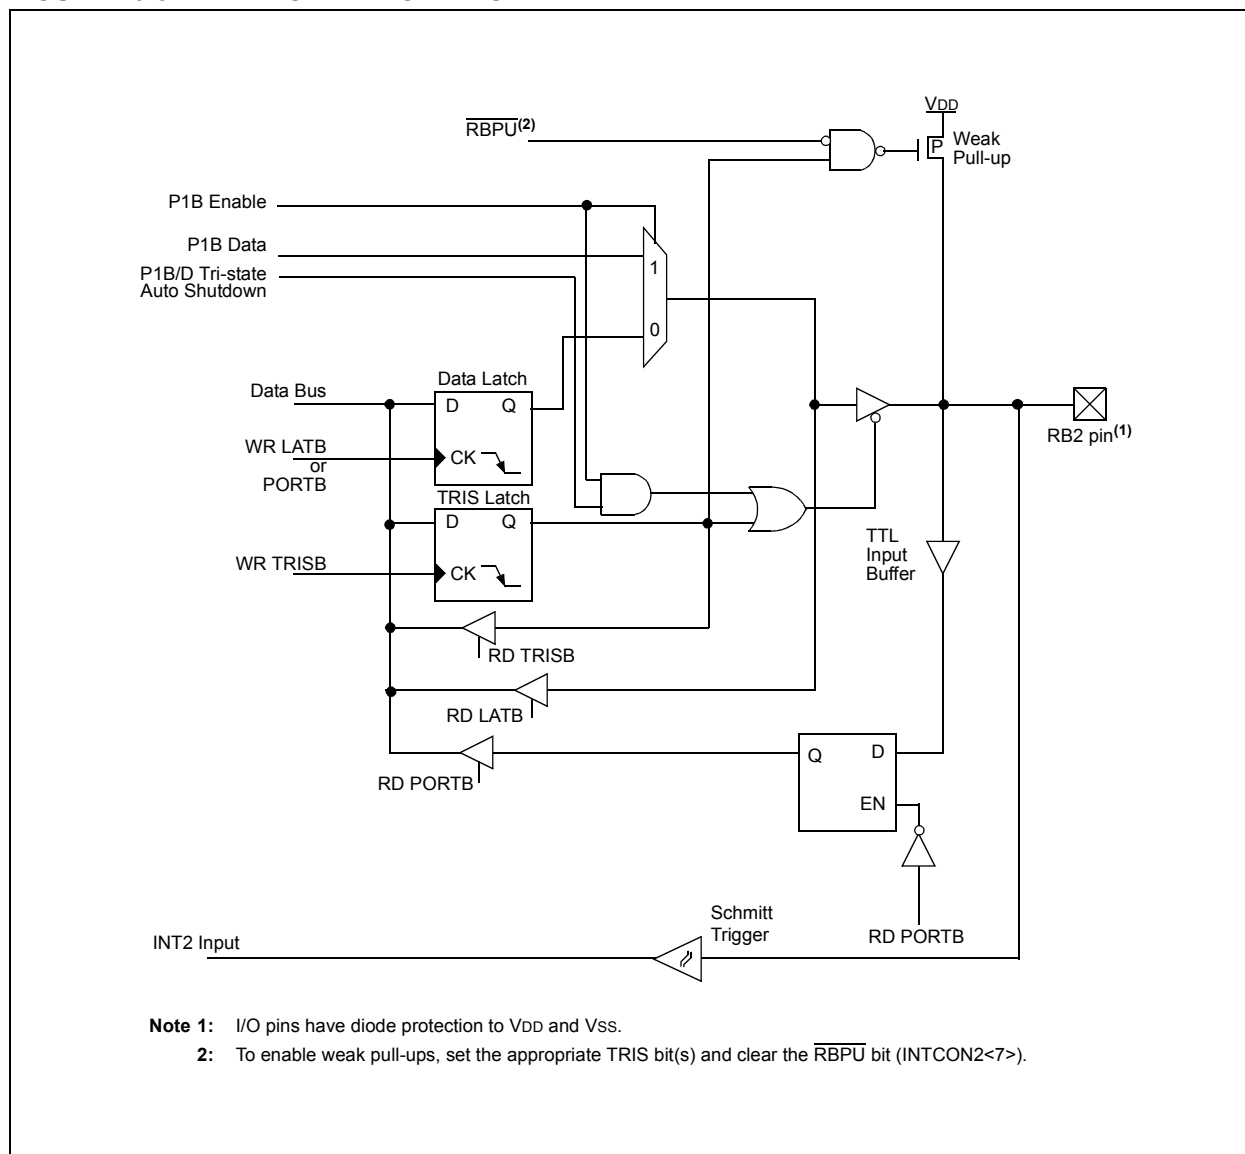 VDD
RBPU(2)
P
Weak
Pull-up
P1B Enable
P1B Data
P1B/D Tri-state
Auto Shutdown
1
0
Data Bus
Data Latch
D Q
WR LATB
or
PORTB
CK
RB2 pin(1)
TRIS Latch
D Q
WR TRISB
CK
TTL
Input
Buffer
RD TRISB
RD LATB
Q D
EN
RD PORTB
Schmitt
Trigger
RD PORTB
INT2 Input
Note 1: I/O pins have diode protection to VDD and VSS.
2: To enable weak pull-ups, set the appropriate TRIS bit(s) and clear the RBPU bit (INTCON2<7>).